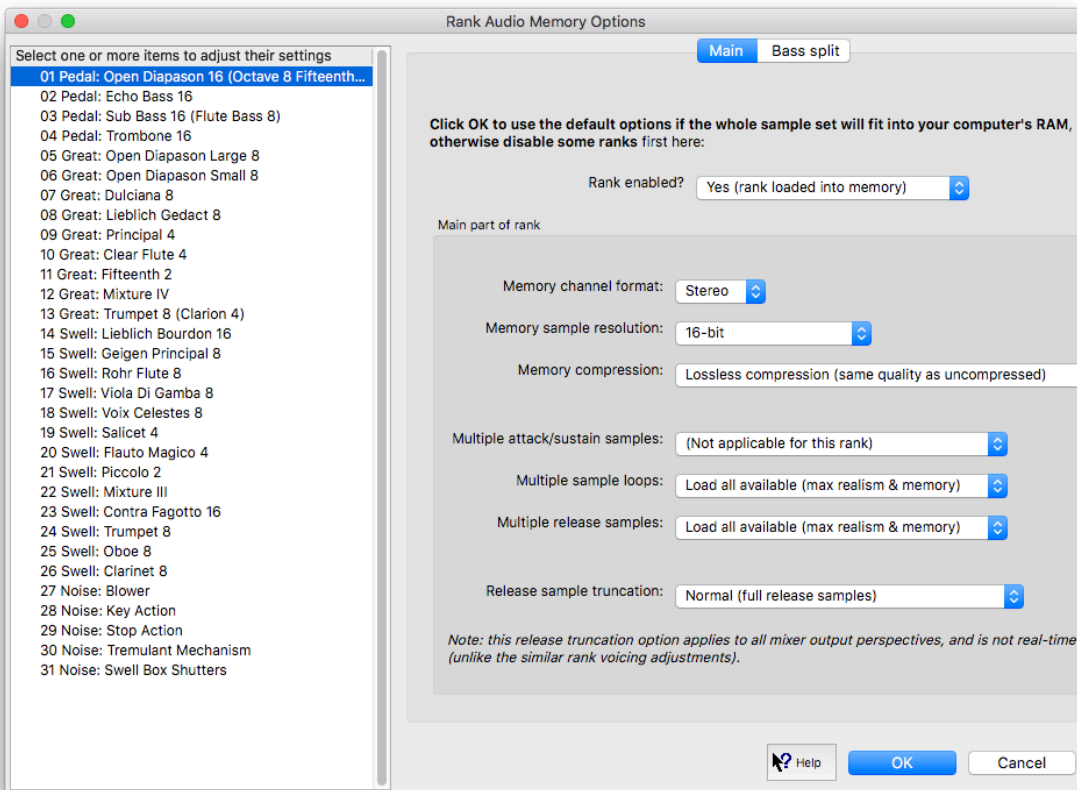 Rank Audio Memory Options
Select one or more items to adjust their settings
01 Pedal: Open Diapason 16 (Octave 8 Fifteenth...
02 Pedal: Echo Bass 16
03 Pedal: Sub Bass 16 (Flute Bass 8)
04 Pedal: Trombone 16
05 Great: Open Diapason Large 8
06 Great: Open Diapason Small 8
07 Great: Dulciana 8
08 Great: Lieblich Gedact 8
09 Great: Principal 4
10 Great: Clear Flute 4
11 Great: Fifteenth 2
12 Great: Mixture IV
13 Great: Trumpet 8 (Clarion 4)
14 Swell: Lieblich Bourdon 16
15 Swell: Geigen Principal 8
16 Swell: Rohr Flute 8
17 Swell: Viola Di Gamba 8
18 Swell: Voix Celestes 8
19 Swell: Salicet 4
20 Swell: Flauto Magico 4
21 Swell: Piccolo 2
22 Swell: Mixture III
23 Swell: Contra Fagotto 16
24 Swell: Trumpet 8
25 Swell: Oboe 8
26 Swell: Clarinet 8
27 Noise: Blower
28 Noise: Key Action
29 Noise: Stop Action
30 Noise: Tremulant Mechanism
31 Noise: Swell Box Shutters
Main Bass split
Click OK to use the default options if the whole sample set will fit into your computer's RAM,
otherwise disable some ranks first here:
Rank enabled? Yes (rank loaded into memory)
Main part of rank
Memory channel format: Stereo
Memory sample resolution: 16-bit
Memory compression: Lossless compression (same quality as uncompressed)
Multiple attack/sustain samples: (Not applicable for this rank)
Multiple sample loops: Load all available (max realism & memory)
Multiple release samples: Load all available (max realism & memory)
Release sample truncation: Normal (full release samples)
Note: this release truncation option applies to all mixer output perspectives, and is not real-time
(unlike the similar rank voicing adjustments).
Help OK Cancel